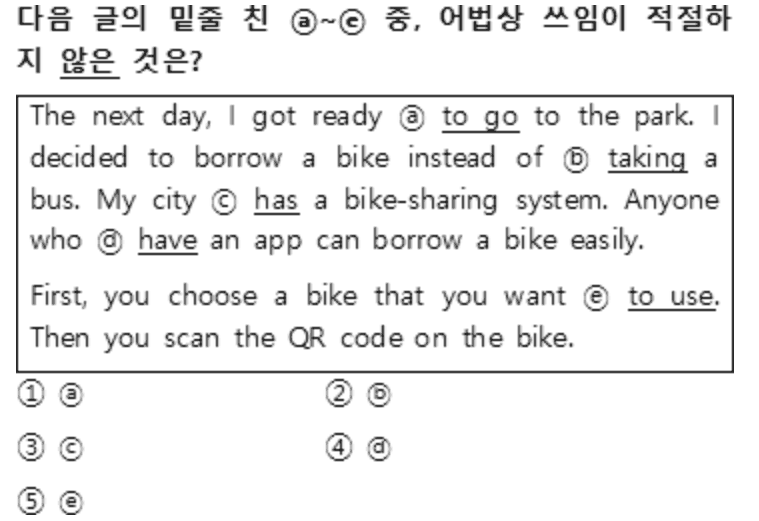 다음 글의 밑줄 친 ⓐ~ⓔ 중, 어법상 쓰임이 적절하
지 않은 것은?
The next day, I got ready ⓐ to go to the park. I
decided to borrow a bike instead of ⓑ taking a
bus. My city ⓒ has a bike-sharing system. Anyone
who ⓓ have an app can borrow a bike easily.
First, you choose a bike that you want ⓔ to use.
Then you scan the QR code on the bike.
① ⓐ ② ⓑ
③ ⓒ ④ ⓓ
⑤ ⓔ